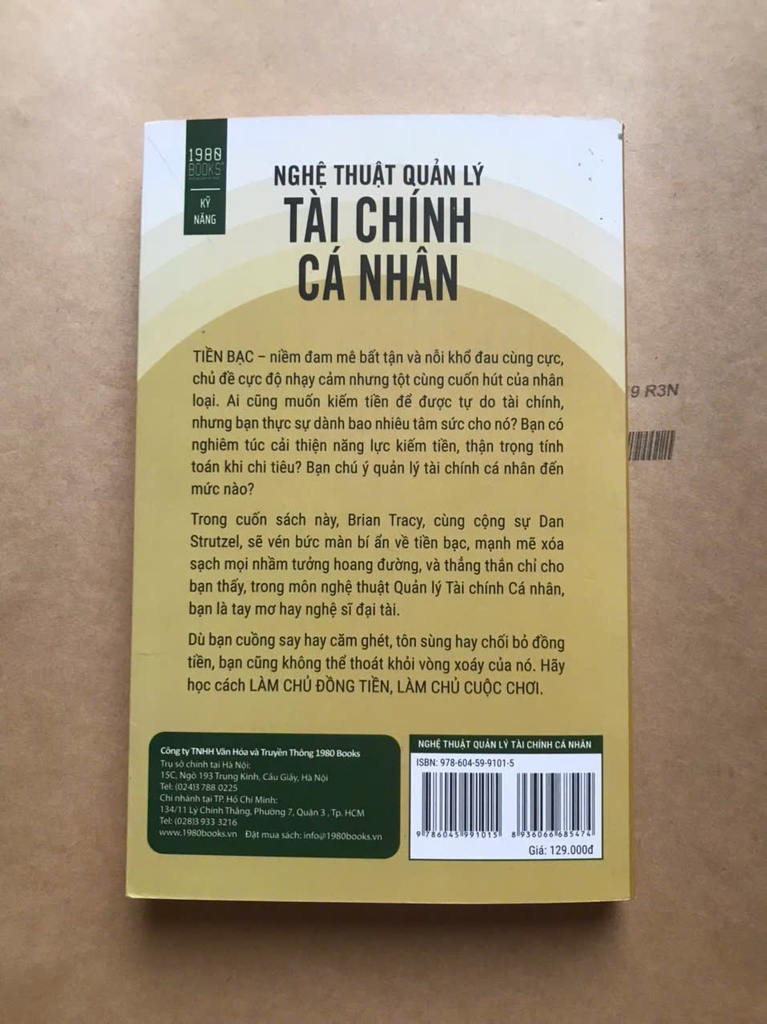 1980
BOOKS
KỸ
NĂNG
NGHỆ THUẬT QUẢN LÝ
TÀI CHÍNH
CÁ NHÂN
TIỀN BẠC – niềm đam mê bất tận và nỗi khổ đau cùng cực,
chủ đề cực độ nhạy cảm nhưng tột cùng cuốn hút của nhân
loại. Ai cũng muốn kiếm tiền để được tự do tài chính,
nhưng bạn thực sự dành bao nhiêu tâm sức cho nó? Bạn có
nghiêm túc cải thiện năng lực kiếm tiền, thận trọng tính
toán khi chi tiêu? Bạn chú ý quản lý tài chính cá nhân đến
mức nào?
9 R3N
Trong cuốn sách này, Brian Tracy, cùng cộng sự Dan
Strutzel, sẽ vén bức màn bí ẩn về tiền bạc, mạnh mẽ xóa
sạch mọi nhầm tưởng hoang đường, và thẳng thắn chỉ cho
bạn thấy, trong môn nghệ thuật Quản lý Tài chính Cá nhân,
bạn là tay mơ hay nghệ sĩ đại tài.
Dù bạn cuồng say hay căm ghét, tôn sùng hay chối bỏ đồng
tiền, bạn cũng không thể thoát khỏi vòng xoáy của nó. Hãy
học cách LÀM CHỦ ĐỒNG TIỀN, LÀM CHỦ CUỘC CHƠI.
Công ty TNHH Văn Hóa và Truyền Thông 1980 Books
Trụ sở chính tại Hà Nội:
15C, Ngõ 193 Trung Kính, Cầu Giấy, Hà Nội
Tel: (024)3 788 0225
Chi nhánh tại TP. Hồ Chí Minh:
134/11 Lý Chính Thắng, Phường 7, Quận 3 , Tp. HCM
Tel: (028)3 933 3216
www.1980books.vn Đặt mua sách: info@1980books.vn
NGHỆ THUẬT QUẢN LÝ TÀI CHÍNH CÁ NHÂN
ISBN: 978-604-59-9101-5
9 786045 991015
8 936066 685474
Giá: 129.000đ